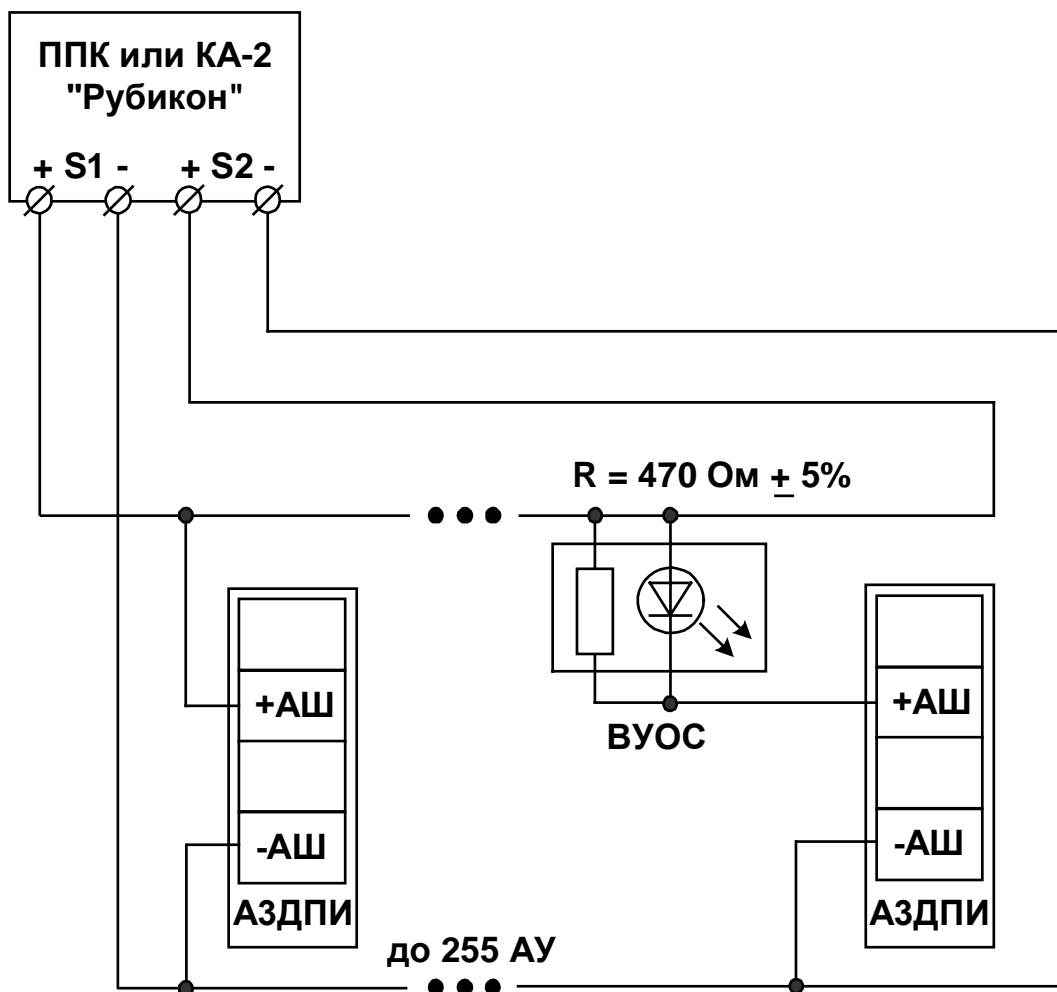 ППК или КА-2
"Рубикон"
+ S1 - + S2 -
R = 470 Ом ± 5%
+АШ
-АШ
АЗДПИ
ВУОС
+АШ
-АШ
АЗДПИ
до 255 АУ